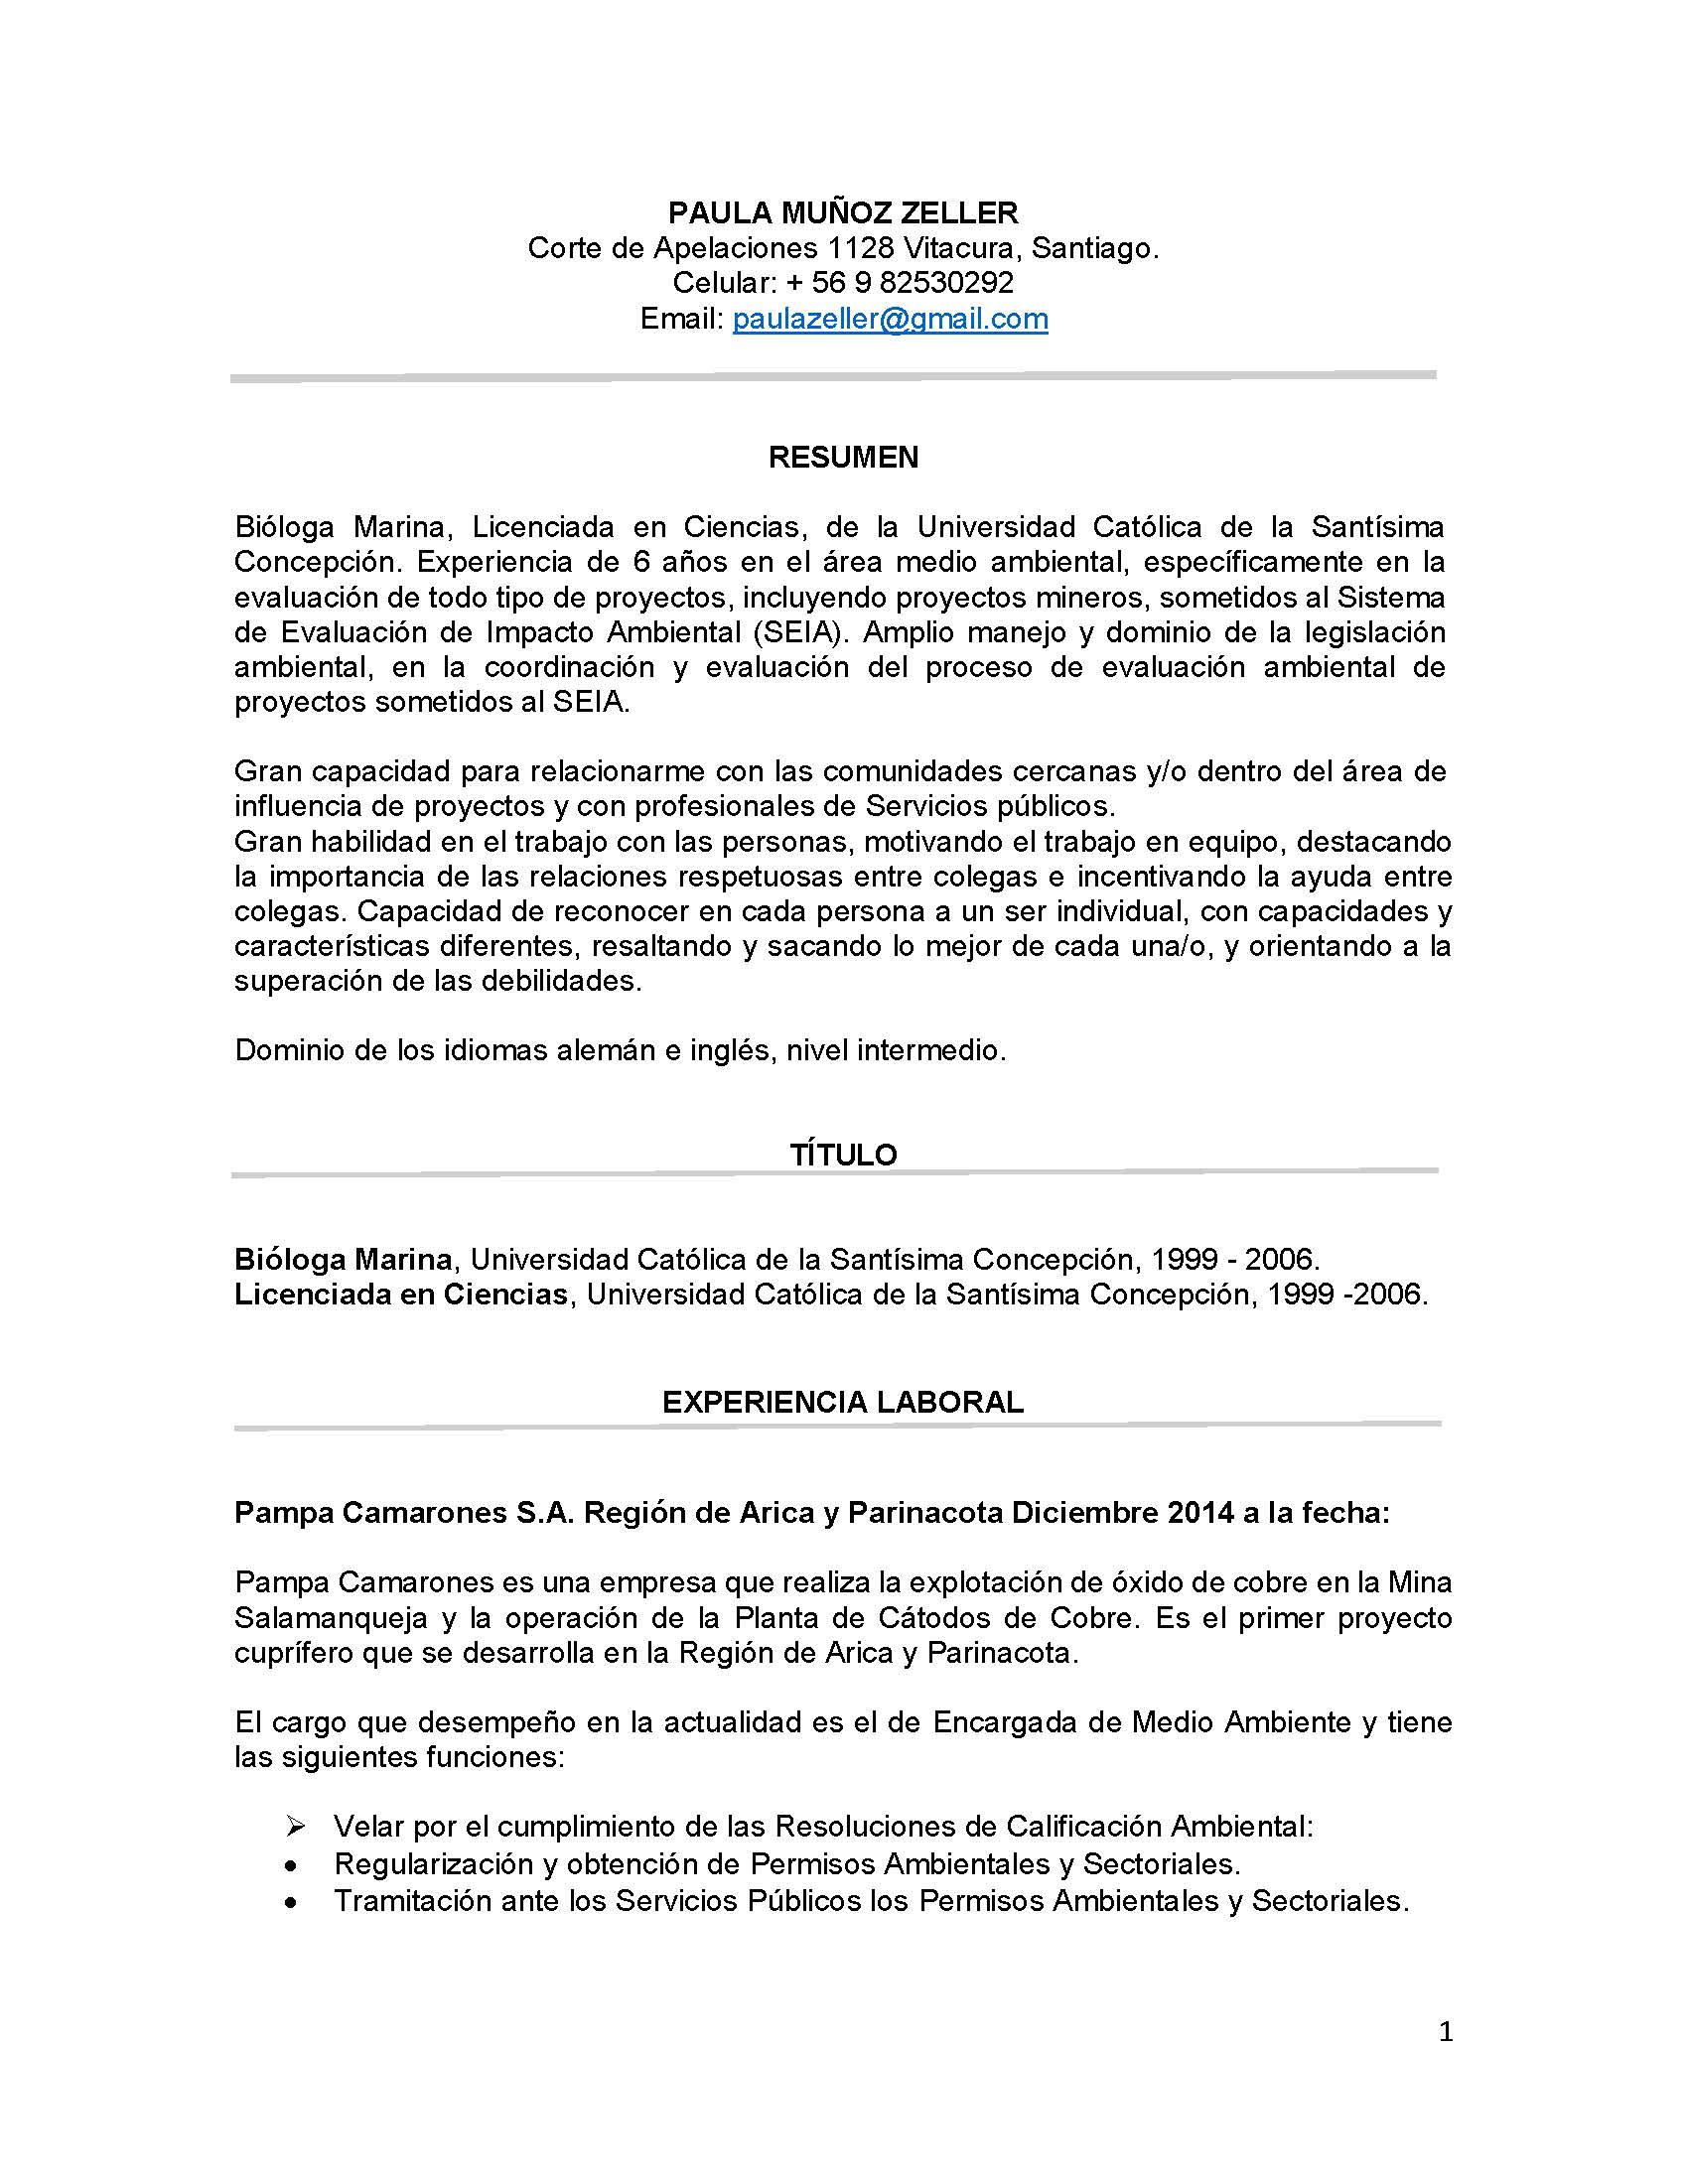 PAULA MUÑOZ ZELLER
Corte de Apelaciones 1128 Vitacura, Santiago.
Celular: + 56 9 82530292
Email: paulazeller@gmail.com
RESUMEN
Bióloga Marina, Licenciada en Ciencias, de la Universidad Católica de la Santísima
Concepción. Experiencia de 6 años en el área medio ambiental, específicamente en la
evaluación de todo tipo de proyectos, incluyendo proyectos mineros, sometidos al Sistema
de Evaluación de Impacto Ambiental (SEIA). Amplio manejo y dominio de la legislación
ambiental, en la coordinación y evaluación del proceso de evaluación ambiental de
proyectos sometidos al SEIA.
Gran capacidad para relacionarme con las comunidades cercanas y/o dentro del área de
influencia de proyectos y con profesionales de Servicios públicos.
Gran habilidad en el trabajo con las personas, motivando el trabajo en equipo, destacando
la importancia de las relaciones respetuosas entre colegas e incentivando la ayuda entre
colegas. Capacidad de reconocer en cada persona a un ser individual, con capacidades y
características diferentes, resaltando y sacando lo mejor de cada una/o, y orientando a la
superación de las debilidades.
Dominio de los idiomas alemán e inglés, nivel intermedio.
TÍTULO
Bióloga Marina, Universidad Católica de la Santísima Concepción, 1999 - 2006.
Licenciada en Ciencias, Universidad Católica de la Santísima Concepción, 1999 -2006.
EXPERIENCIA LABORAL
Pampa Camarones S.A. Región de Arica y Parinacota Diciembre 2014 a la fecha:
Pampa Camarones es una empresa que realiza la explotación de óxido de cobre en la Mina
Salamanqueja y la operación de la Planta de Cátodos de Cobre. Es el primer proyecto
cuprífero que se desarrolla en la Región de Arica y Parinacota.
El cargo que desempeño en la actualidad es el de Encargada de Medio Ambiente y tiene
las siguientes funciones:
➢ Velar por el cumplimiento de las Resoluciones de Calificación Ambiental:
• Regularización y obtención de Permisos Ambientales y Sectoriales.
• Tramitación ante los Servicios Públicos los Permisos Ambientales y Sectoriales.
1